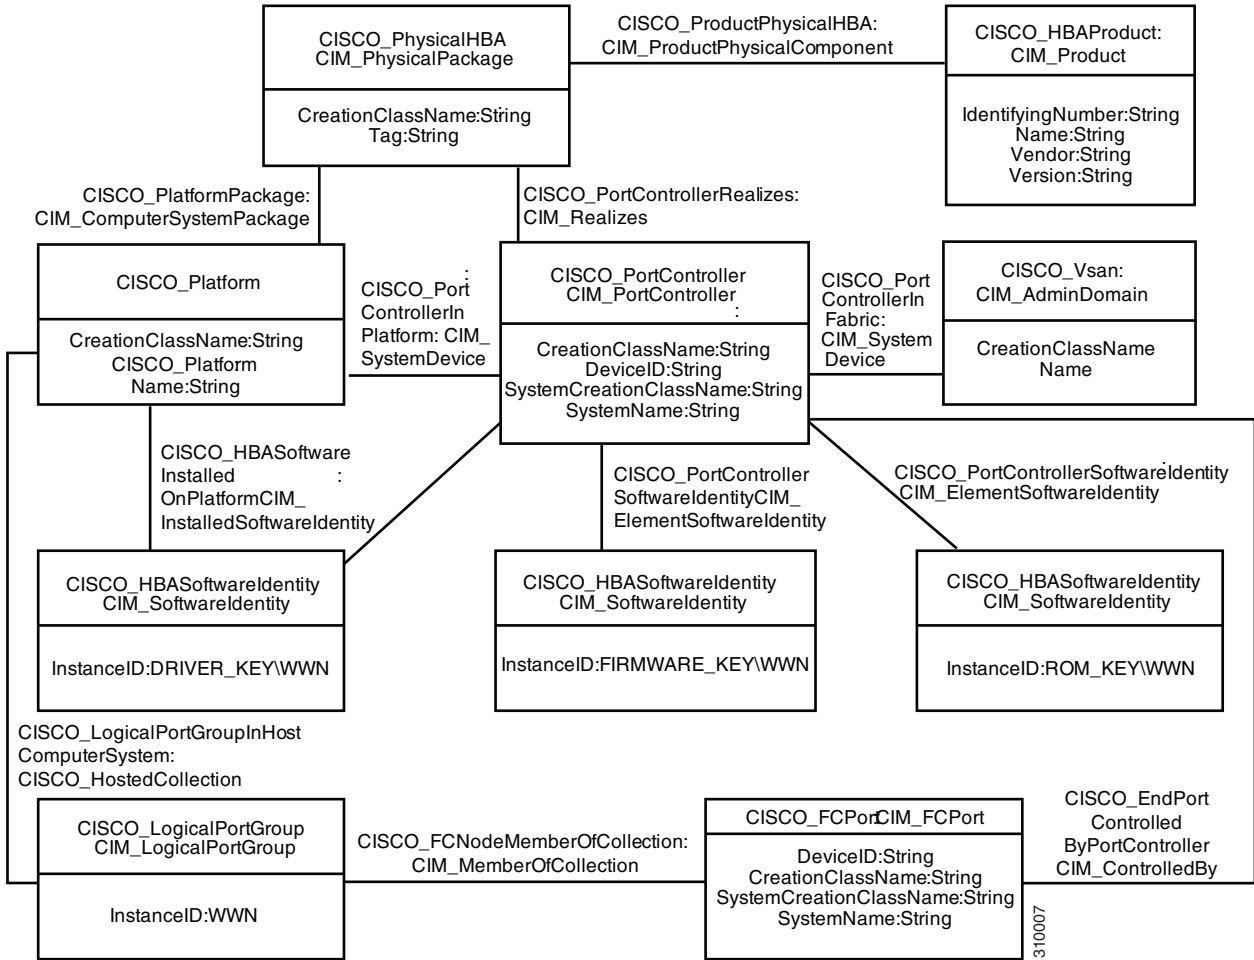 CISCO_PhysicalHBA
CIM_PhysicalPackage
CreationClassName:String
Tag:String
CISCO_ProductPhysicalHBA:
CIM_ProductPhysicalComponent
CISCO_HBAProduct:
CIM_Product
IdentifyingNumber:String
Name:String
Vendor:String
Version:String
CISCO_PlatformPackage:
CIM_ComputerSystemPackage
CISCO_PortControllerRealizes:
CIM_Realizes
CISCO_Platform
CreationClassName:String
CISCO_Platform
Name:String
:
CISCO_Port
ControllerIn
Platform: CIM_
SystemDevice
CISCO_PortController
CIM_PortController
:
CreationClassName:String
DeviceID:String
SystemCreationClassName:String
SystemName:String
CISCO_Port
ControllerIn
Fabric:
CIM_System
Device
CISCO_Vsan:
CIM_AdminDomain
CreationClassName
Name
CISCO_HBASoftware
Installed :
OnPlatformCIM_
InstalledSoftwareIdentity
CISCO_PortController
SoftwareIdentityCIM_
ElementSoftwareIdentity
CISCO_PortControllerSoftwareIdentity:
CIM_ElementSoftwareIdentity
CISCO_HBASoftwareIdentity
CIM_SoftwareIdentity
InstanceID:DRIVER_KEY\WWN
CISCO_HBASoftwareIdentity
CIM_SoftwareIdentity
InstanceID:FIRMWARE_KEY\WWN
CISCO_HBASoftwareIdentity
CIM_SoftwareIdentity
InstanceID:ROM_KEY\WWN
CISCO_LogicalPortGroupInHost
ComputerSystem:
CISCO_HostedCollection
CISCO_LogicalPortGroup
CIM_LogicalPortGroup
InstanceID:WWN
CISCO_FCNodeMemberOfCollection:
CIM_MemberOfCollection
CISCO_FCPort:CIM_FCPort
DeviceID:String
CreationClassName:String
SystemCreationClassName:String
SystemName:String
CISCO_EndPort
Controlled
ByPortController
CIM_ControlledBy
310007